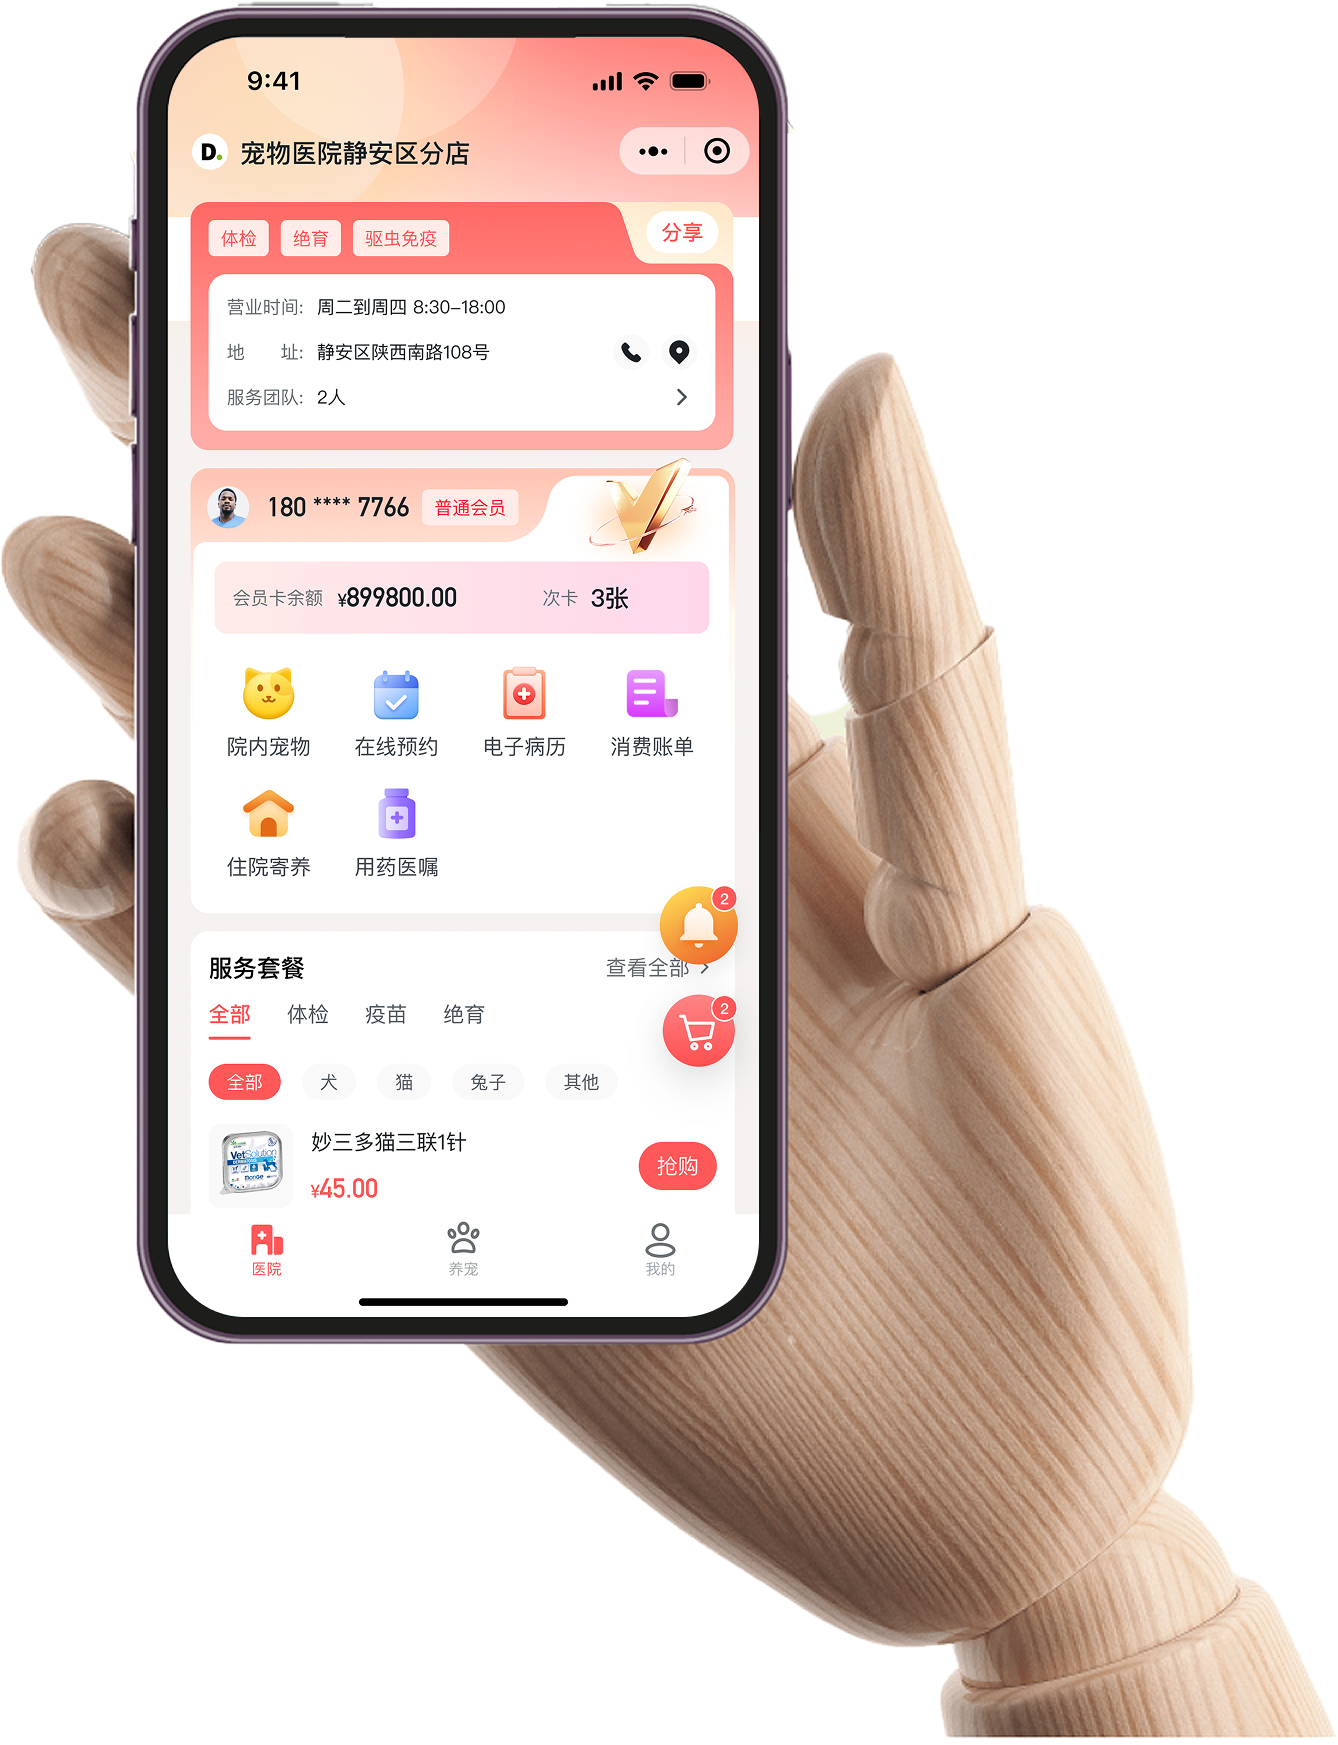 9:41
D. 宠物医院静安区分店
体检 绝育 驱虫免疫 分享
营业时间: 周二到周四 8:30–18:00
地 址: 静安区陕西南路108号
服务团队: 2人
180 **** 7766 普通会员
会员卡余额 ¥899800.00 次卡 3张
院内宠物 在线预约 电子病历 消费账单
住院寄养 用药医嘱
2
服务套餐 查看全部
全部 体检 疫苗 绝育
2
全部 犬 猫 兔子 其他
妙三多猫三联1针
VetSolution
¥45.00
抢购
医院 养宠 我的